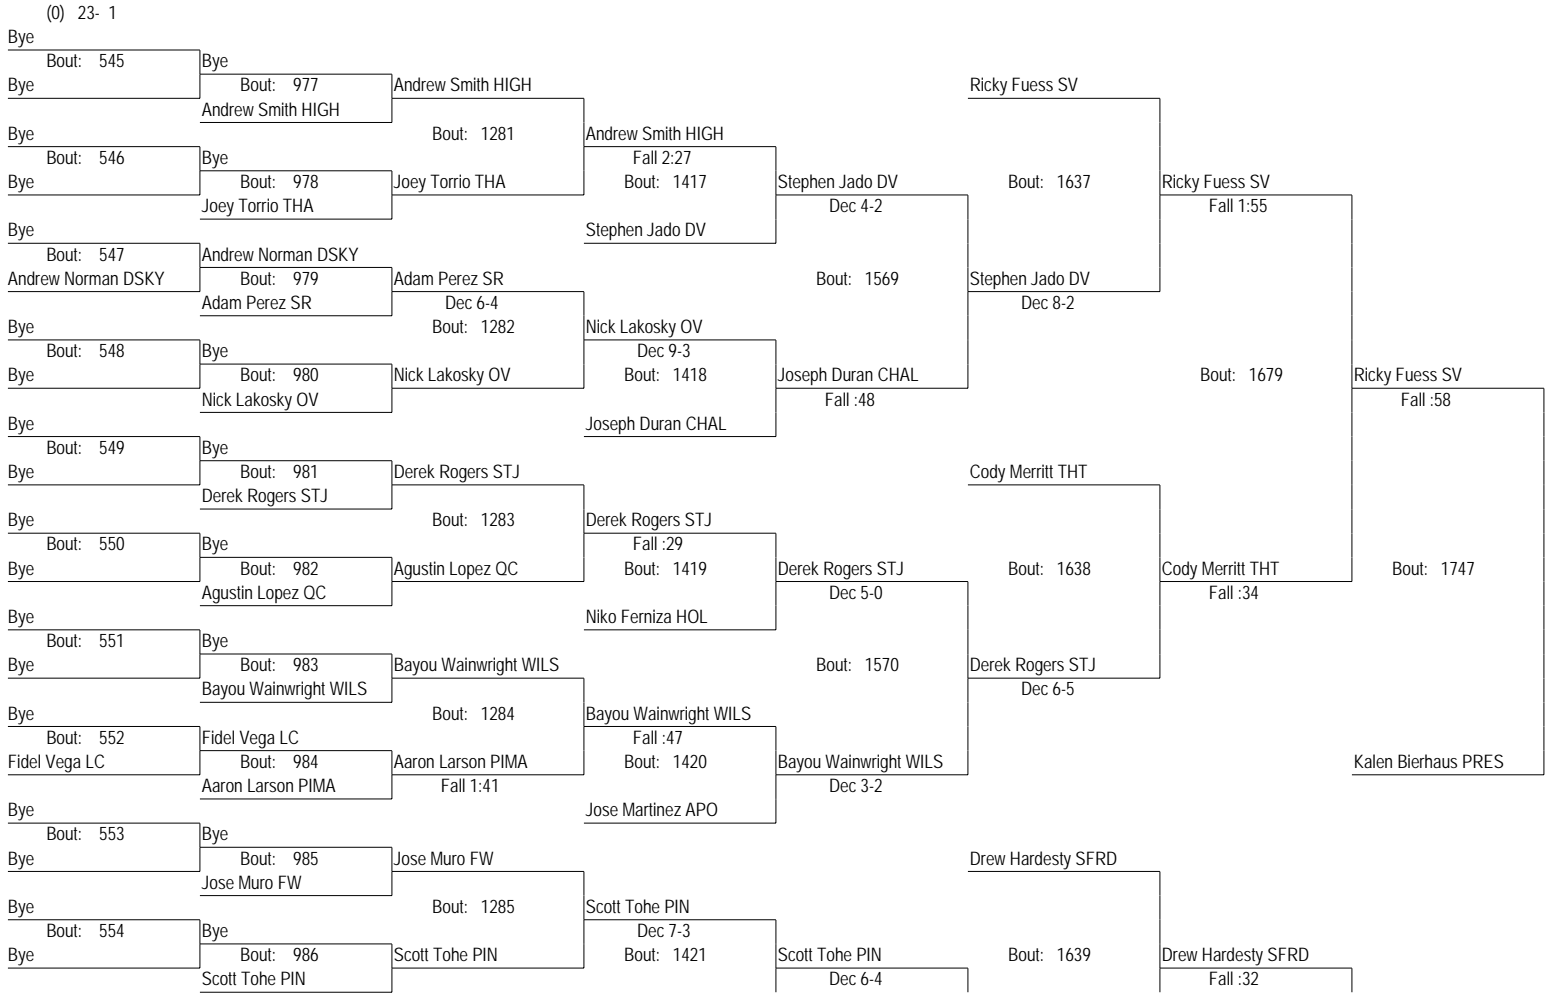 (0) 23- 1
Bye
Bout: 545 Bye
Bye Bout: 977 Andrew Smith HIGH Ricky Fuess SV
Andrew Smith HIGH
Bye Bout: 1281 Andrew Smith HIGH
Bout: 546 Bye Fall 2:27
Bye Bout: 978 Joey Torrio THA Bout: 1417 Stephen Jado DV Bout: 1637 Ricky Fuess SV
Joey Torrio THA Dec 4-2 Fall 1:55
Bye Stephen Jado DV
Bout: 547 Andrew Norman DSKY
Andrew Norman DSKY Bout: 979 Adam Perez SR Bout: 1569 Stephen Jado DV
Adam Perez SR Dec 6-4 Dec 8-2
Bye Bout: 1282 Nick Lakosky OV
Bout: 548 Bye Dec 9-3
Bye Bout: 980 Nick Lakosky OV Bout: 1418 Joseph Duran CHAL Bout: 1679 Ricky Fuess SV
Nick Lakosky OV Fall :48 Fall :58
Bye Joseph Duran CHAL
Bout: 549 Bye
Bye Bout: 981 Derek Rogers STJ Cody Merritt THT
Derek Rogers STJ
Bye Bout: 1283 Derek Rogers STJ
Bout: 550 Bye Fall :29
Bye Bout: 982 Agustin Lopez QC Bout: 1419 Derek Rogers STJ Bout: 1638 Cody Merritt THT Bout: 1747
Agustin Lopez QC Dec 5-0 Fall :34
Bye Niko Ferniza HOL
Bout: 551 Bye
Bye Bout: 983 Bayou Wainwright WILS Bout: 1570 Derek Rogers STJ
Bayou Wainwright WILS Dec 6-5
Bye Bout: 1284 Bayou Wainwright WILS
Bout: 552 Fidel Vega LC Fall :47
Fidel Vega LC Bout: 984 Aaron Larson PIMA Bout: 1420 Bayou Wainwright WILS Kalen Bierhaus PRES
Aaron Larson PIMA Fall 1:41 Dec 3-2
Bye Jose Martinez APO
Bout: 553 Bye
Bye Bout: 985 Jose Muro FW Drew Hardesty SFRD
Jose Muro FW
Bye Bout: 1285 Scott Tohe PIN
Bout: 554 Bye Dec 7-3
Bye Bout: 986 Scott Tohe PIN Bout: 1421 Scott Tohe PIN Bout: 1639 Drew Hardesty SFRD
Scott Tohe PIN Dec 6-4 Fall :32